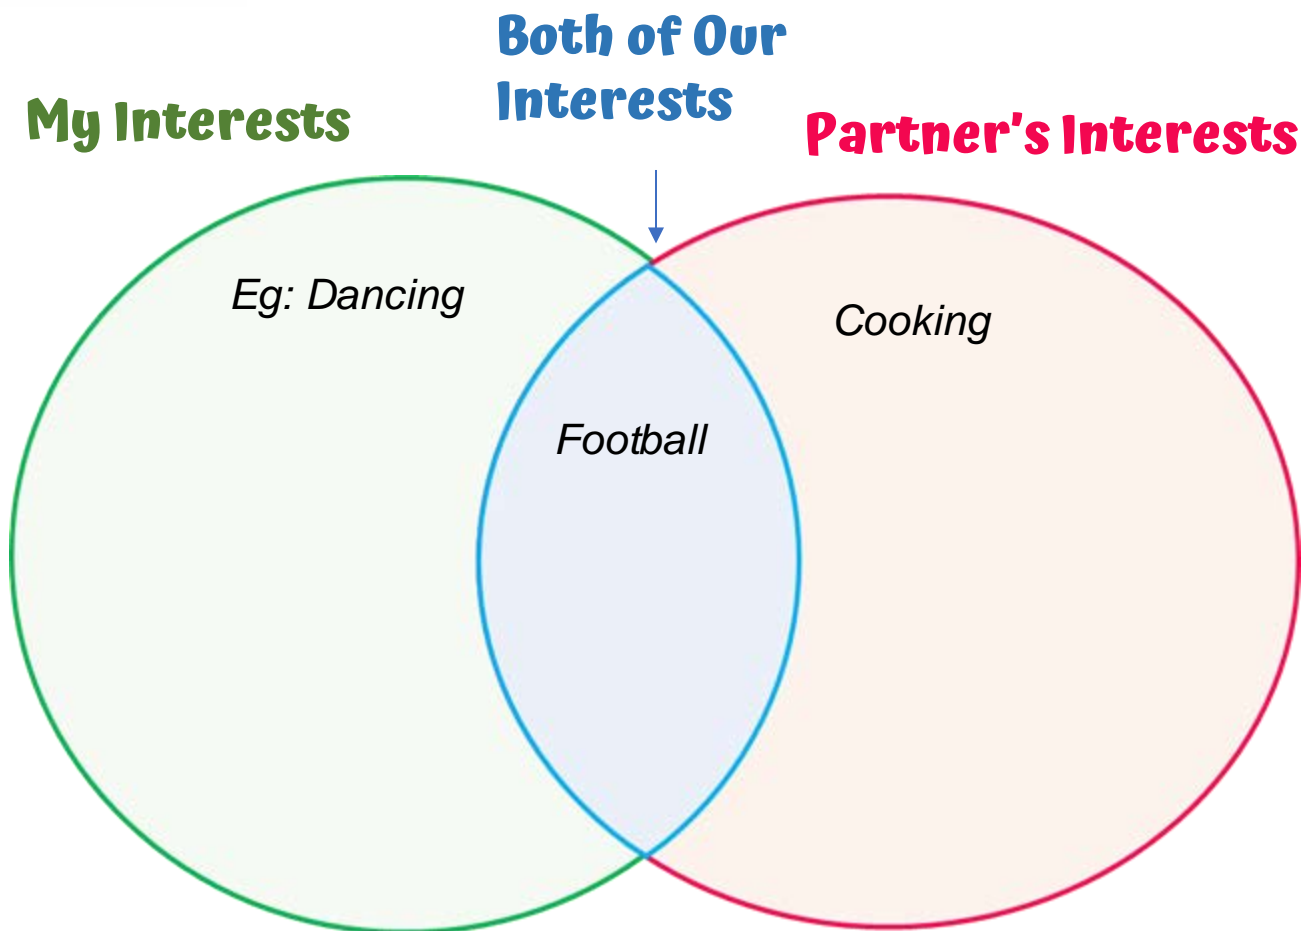 Both of Our
Interests
My Interests
Partner's Interests
Eg: Dancing
Cooking
Football